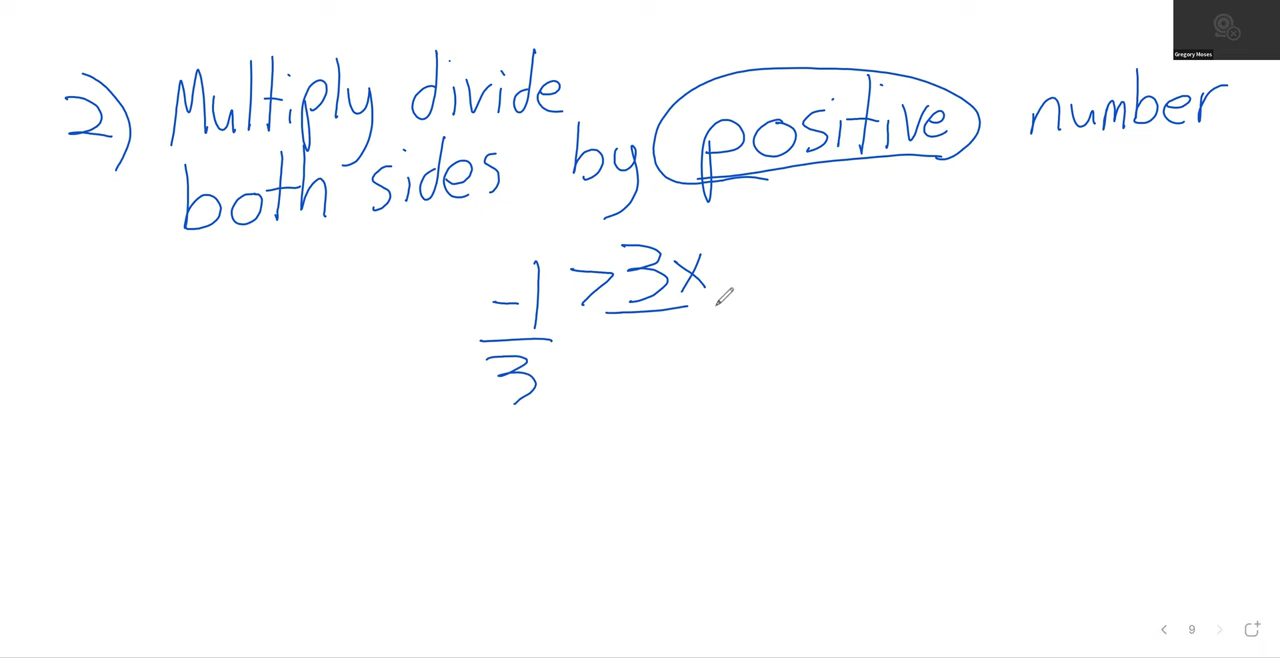 2) Multiply divide
both sides by positive number
-1 > 3x
3
Gregory Moses
9